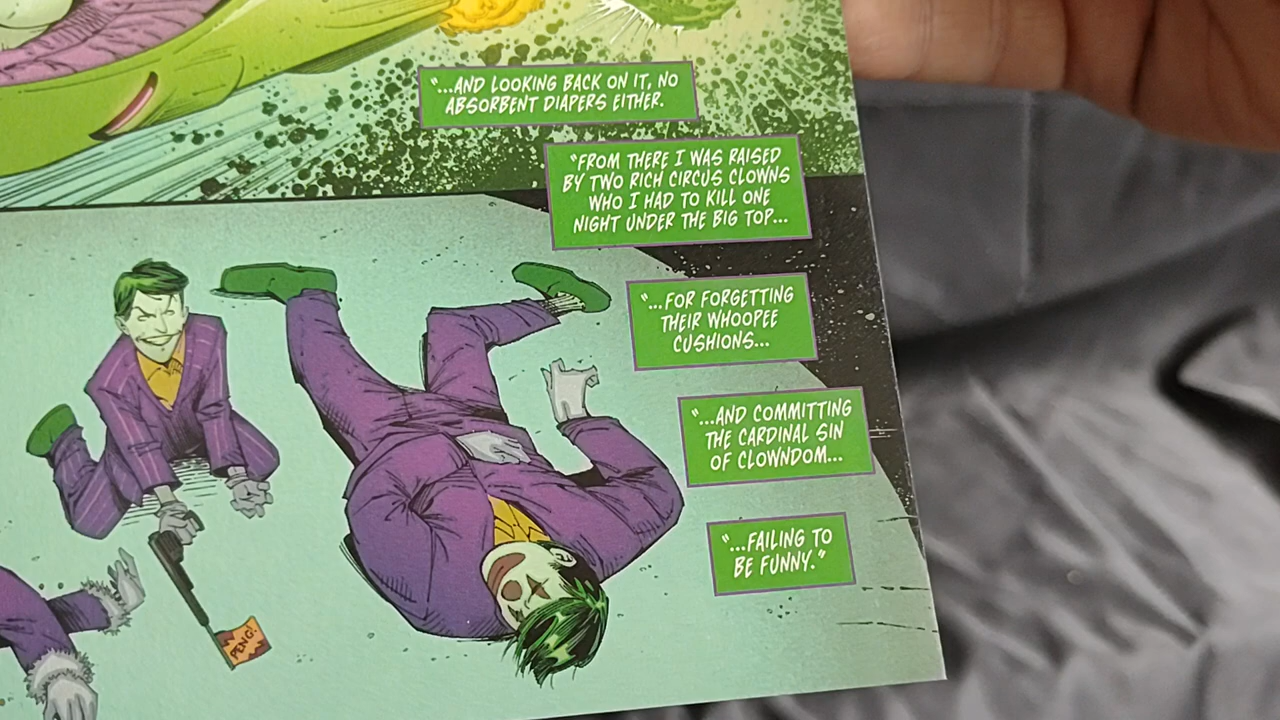 "...AND LOOKING BACK ON IT, NO
ABSORBENT DIAPERS EITHER.
"FROM THERE I WAS RAISED
BY TWO RICH CIRCUS CLOWNS
WHO I HAD TO KILL ONE
NIGHT UNDER THE BIG TOP...
"...FOR FORGETTING
THEIR WHOOPEE
CUSHIONS...
"...AND COMMITTING
THE CARDINAL SIN
OF CLOWNDOM...
"...FAILING TO
BE FUNNY."
PENG!